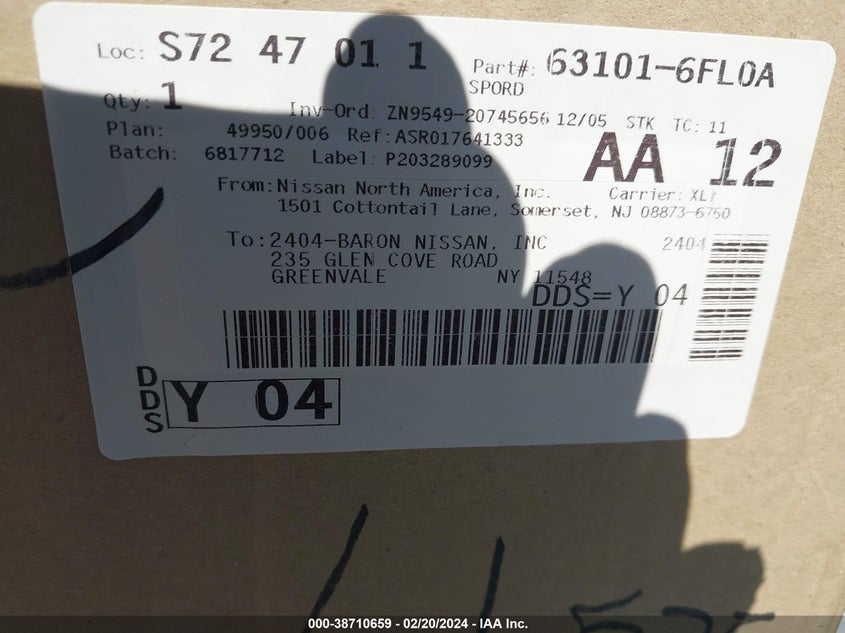 Loc: S72 47 01 1
Part#: 63101-6FL0A
SPORD
Qty: 1
Inv-Ord: ZN9549-20745656 12/05 STK TC: 11
Plan: 49950/006 Ref: ASR017641333
Batch: 6817712 Label: P203289099
AA 12
From: Nissan North America, Inc. Carrier:
1501 Cottontail Lane, Somerset, NJ 08873-6750
To: 2404-BARON NISSAN, INC 2404
235 GLEN COVE ROAD
GREENVALE NY 11548
DDS=Y 04
DDS Y 04
000-38710659 - 02/20/2024 - IAA Inc.